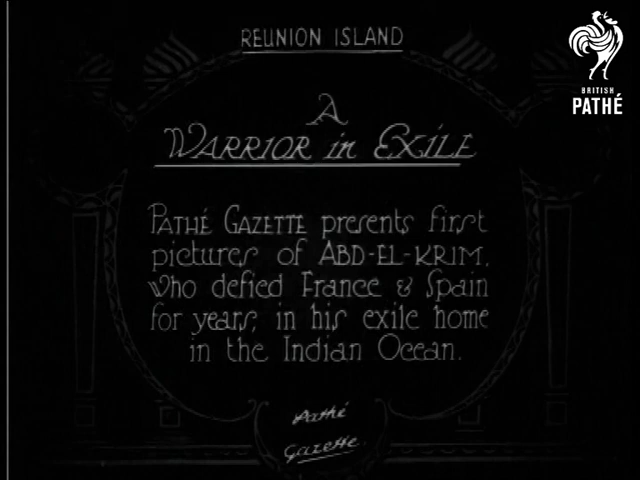 REUNION ISLAND
BRITISH
PATHÉ
A
WARRIOR in EXILE
PATHÉ GAZETTE presents first
pictures of ABD-EL-KRIM,
who defied France & Spain
for years, in his exile home
in the Indian Ocean.
Pathé
Gazette.